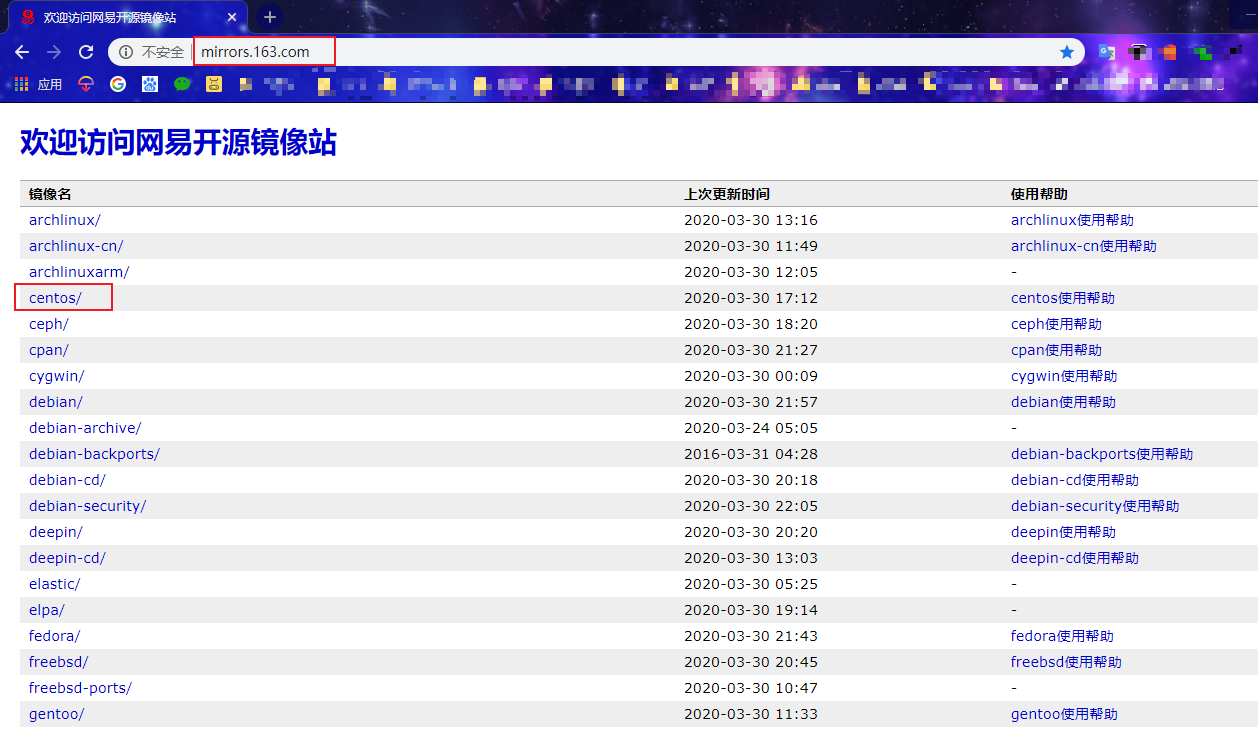 欢迎访问网易开源镜像站
不安全 mirrors.163.com
应用
欢迎访问网易开源镜像站
镜像名 上次更新时间 使用帮助
archlinux/ 2020-03-30 13:16 archlinux使用帮助
archlinux-cn/ 2020-03-30 11:49 archlinux-cn使用帮助
archlinuxarm/ 2020-03-30 12:05 -
centos/ 2020-03-30 17:12 centos使用帮助
ceph/ 2020-03-30 18:20 ceph使用帮助
cpan/ 2020-03-30 21:27 cpan使用帮助
cygwin/ 2020-03-30 00:09 cygwin使用帮助
debian/ 2020-03-30 21:57 debian使用帮助
debian-archive/ 2020-03-24 05:05 -
debian-backports/ 2016-03-31 04:28 debian-backports使用帮助
debian-cd/ 2020-03-30 20:18 debian-cd使用帮助
debian-security/ 2020-03-30 22:05 debian-security使用帮助
deepin/ 2020-03-30 20:20 deepin使用帮助
deepin-cd/ 2020-03-30 13:03 deepin-cd使用帮助
elastic/ 2020-03-30 05:25 -
elpa/ 2020-03-30 19:14 -
fedora/ 2020-03-30 21:43 fedora使用帮助
freebsd/ 2020-03-30 20:45 freebsd使用帮助
freebsd-ports/ 2020-03-30 10:47 -
gentoo/ 2020-03-30 11:33 gentoo使用帮助